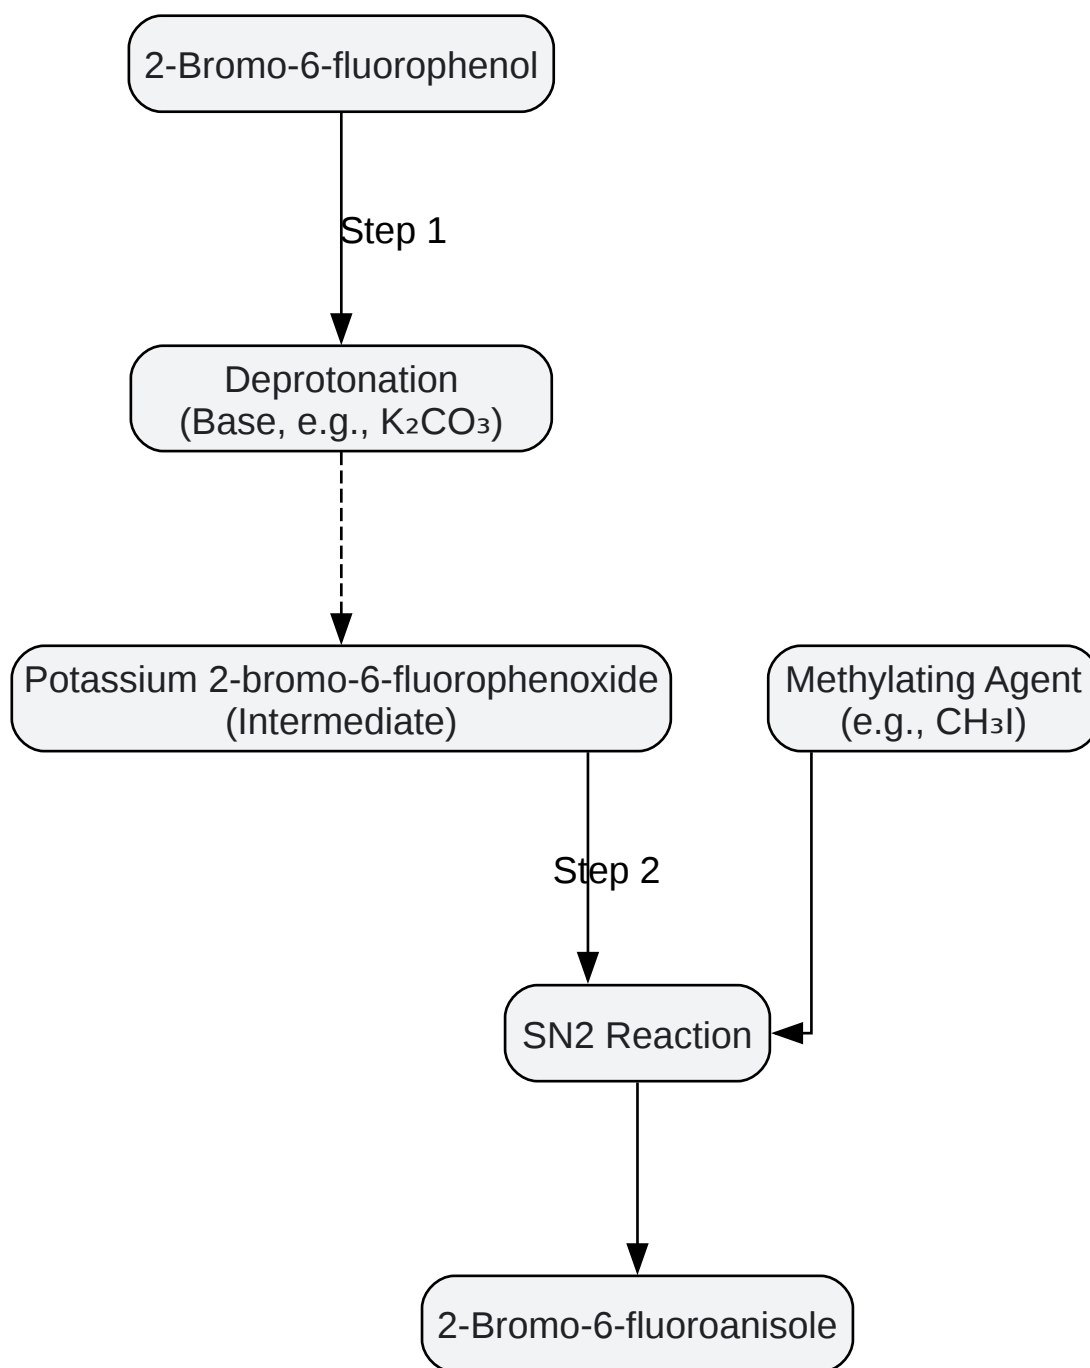 2-Bromo-6-fluorophenol
Step 1
Deprotonation
(Base, e.g., K₂CO₃)
Potassium 2-bromo-6-fluorophenoxide
(Intermediate)
Methylating Agent
(e.g., CH₃I)
Step 2
SN2 Reaction
2-Bromo-6-fluoroanisole